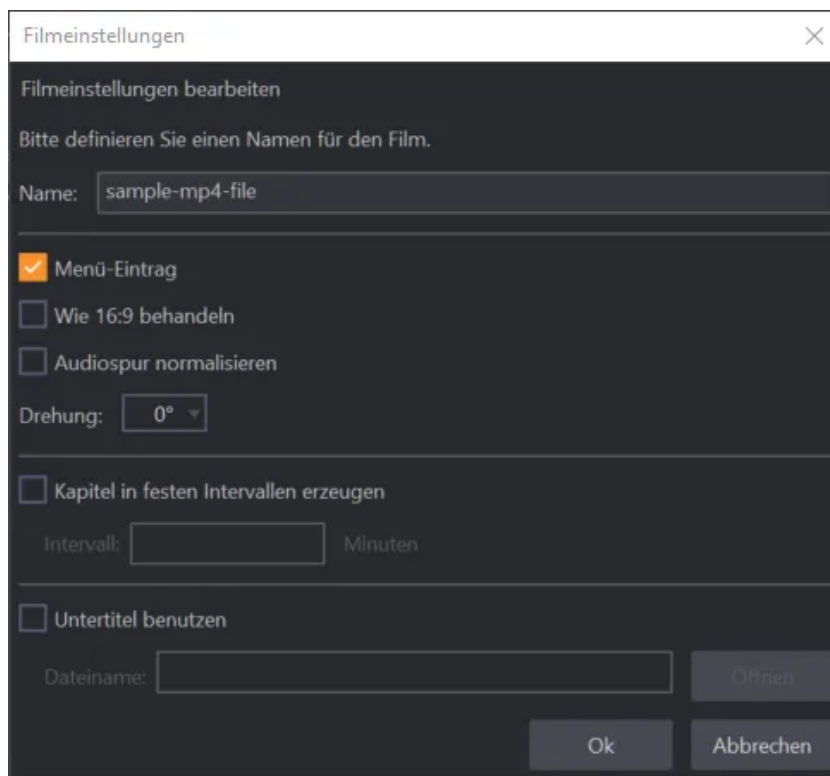 Filmeinstellungen
Filmeinstellungen bearbeiten
Bitte definieren Sie einen Namen für den Film.
Name: sample-mp4-file
Menü-Eintrag
Wie 16:9 behandeln
Audiospur normalisieren
Drehung: 0°
Kapitel in festen Intervallen erzeugen
Intervall: Minuten
Untertitel benutzen
Dateiname: Öffnen
Ok Abbrechen